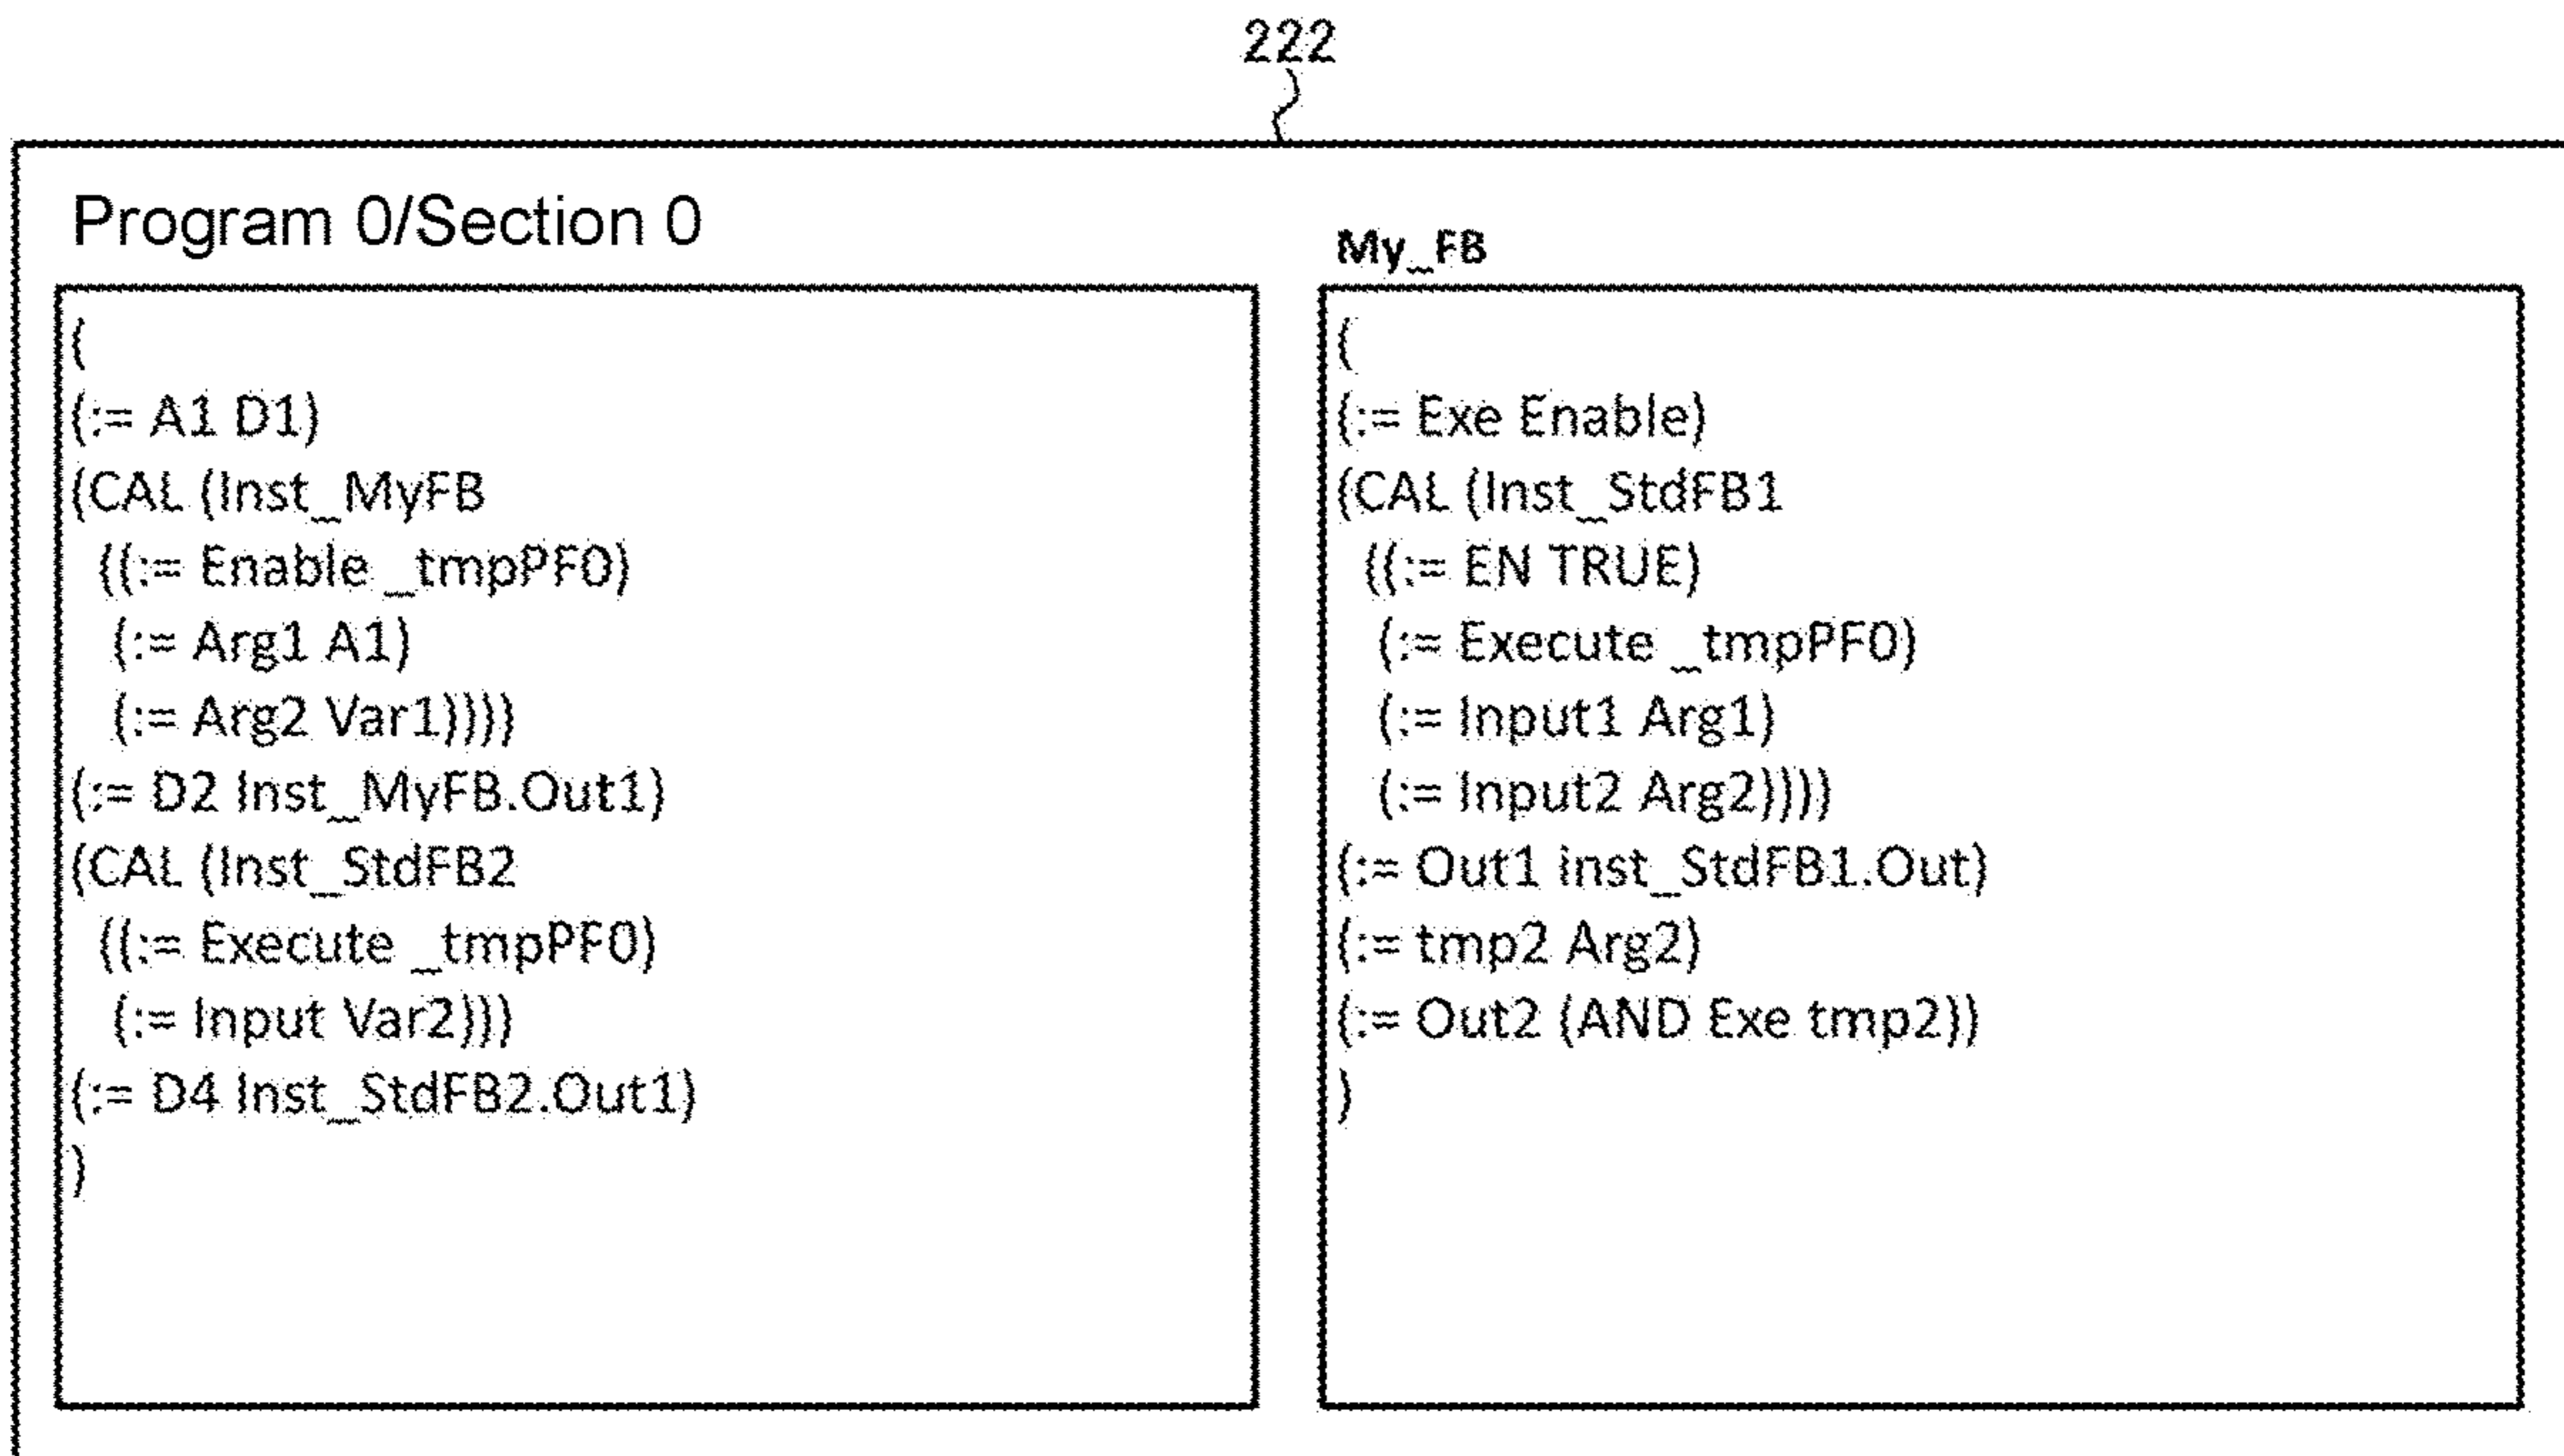 222
Program 0/Section 0
(
(:= A1 D1)
(CAL (Inst_MyFB
((:= Enable _tmpPF0)
(:= Arg1 A1)
(:= Arg2 Var1))))
(:= D2 Inst_MyFB.Out1)
(CAL (Inst_StdFB2
((:= Execute _tmpPF0)
(:= Input Var2)))
(:= D4 Inst_StdFB2.Out1)
)
My_FB
(
(:= Exe Enable)
(CAL (Inst_StdFB1
((:= EN TRUE)
(:= Execute _tmpPF0)
(:= Input1 Arg1)
(:= Input2 Arg2))))
(:= Out1 inst_StdFB1.Out)
(:= tmp2 Arg2)
(:= Out2 (AND Exe tmp2))
)